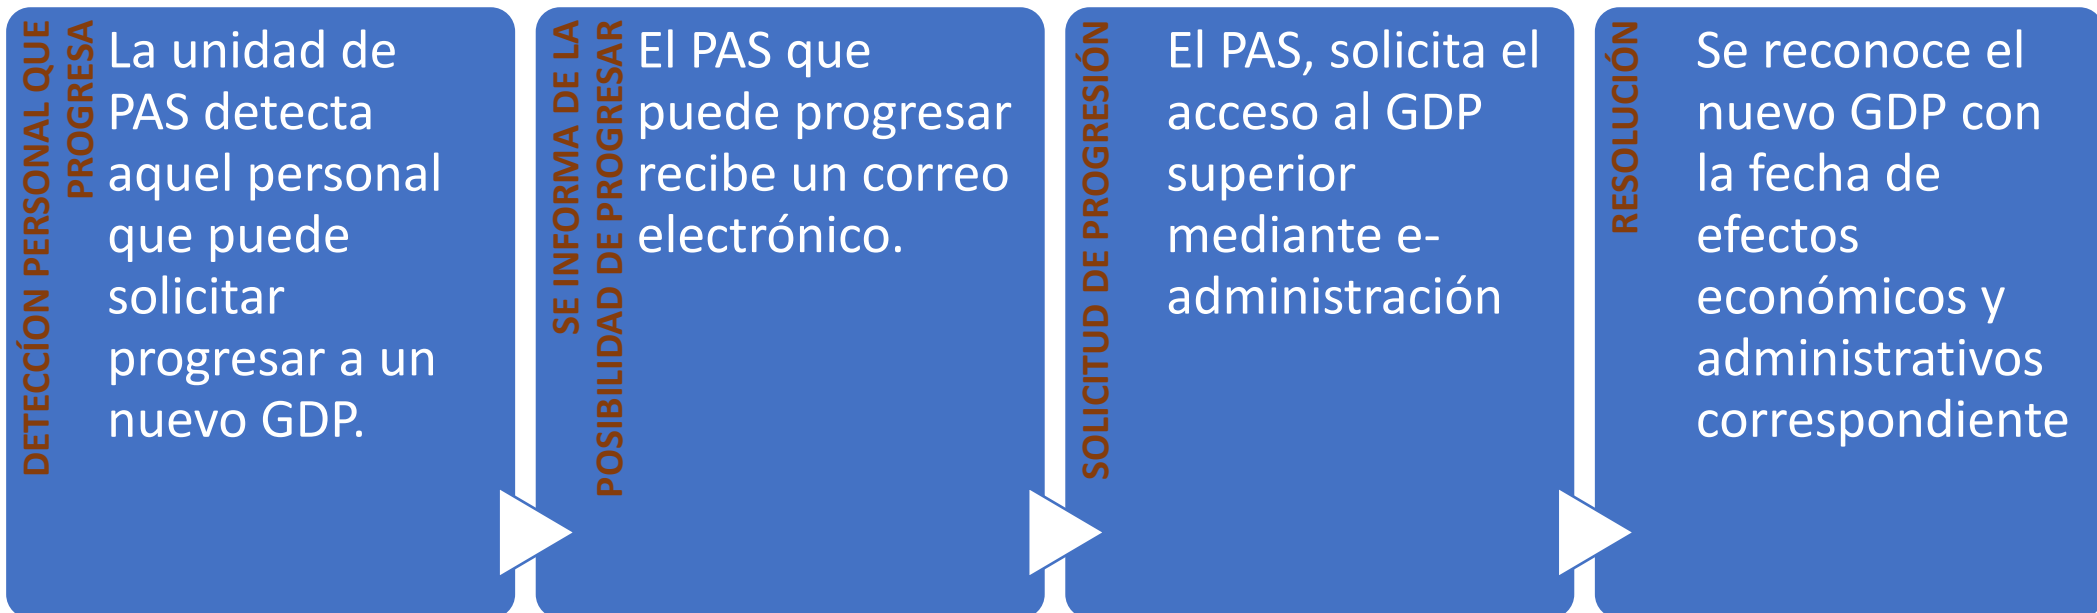 DETECCÍON PERSONAL QUE
PROGRESA
La unidad de
PAS detecta
aquel personal
que puede
solicitar
progresar a un
nuevo GDP.
SE INFORMA DE LA
POSIBILIDAD DE PROGRESAR
El PAS que
puede progresar
recibe un correo
electrónico.
SOLICITUD DE PROGRESIÓN
El PAS, solicita el
acceso al GDP
superior
mediante e-
administración
RESOLUCIÓN
Se reconoce el
nuevo GDP con
la fecha de
efectos
económicos y
administrativos
correspondiente